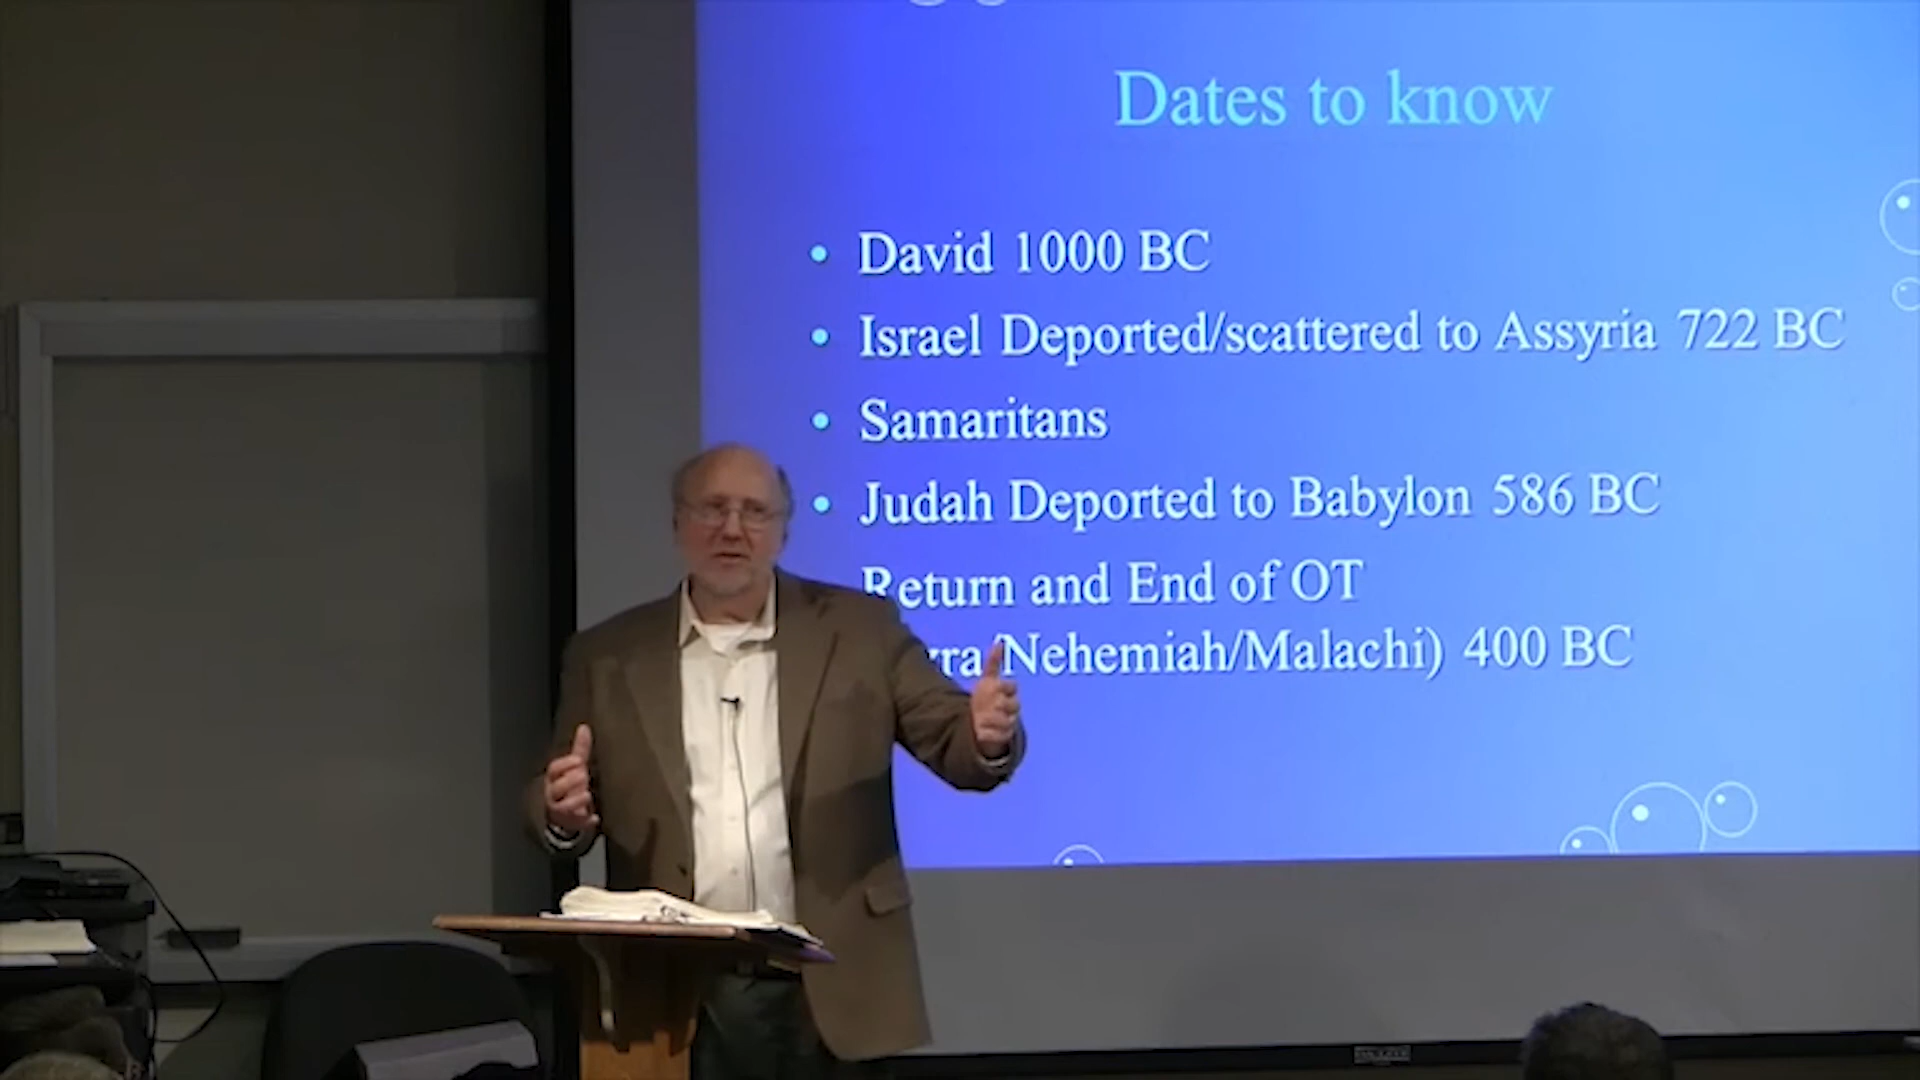 Dates to know
• David 1000 BC
• Israel Deported/scattered to Assyria 722 BC
• Samaritans
• Judah Deported to Babylon 586 BC
Return and End of OT
Nehemiah/Malachi) 400 BC